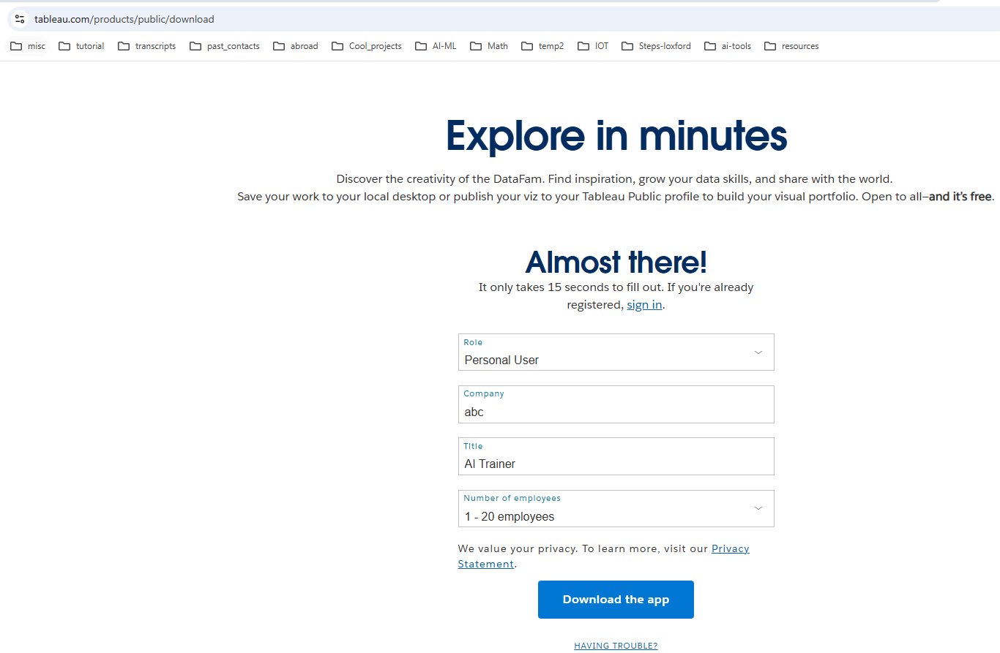 tableau.com/products/public/download
misc tutorial transcripts past_contacts abroad Cool_projects AI-ML Math temp2 IOT Steps-loxford ai-tools resources
Explore in minutes
Discover the creativity of the DataFam. Find inspiration, grow your data skills, and share with the world.
Save your work to your local desktop or publish your viz to your Tableau Public profile to build your visual portfolio. Open to all—and it’s free.
Almost there!
It only takes 15 seconds to fill out. If you're already
registered, sign in.
Role
Personal User
Company
abc
Title
AI Trainer
Number of employees
1 - 20 employees
We value your privacy. To learn more, visit our Privacy
Statement.
Download the app
HAVING TROUBLE?